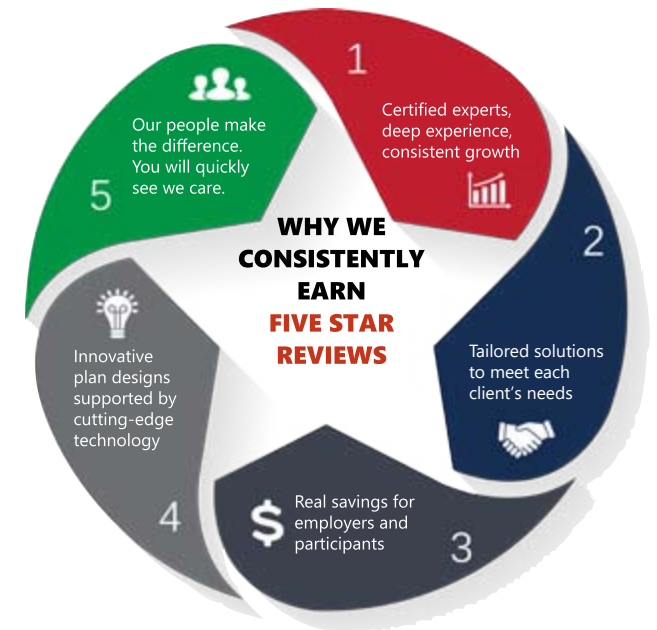 WHY WE
CONSISTENTLY
EARN
FIVE STAR
REVIEWS
1
Certified experts,
deep experience,
consistent growth
2
Tailored solutions
to meet each
client's needs
3
$
Real savings for
employers and
participants
4
Innovative
plan designs
supported by
cutting-edge
technology
5
Our people make
the difference.
You will quickly
see we care.